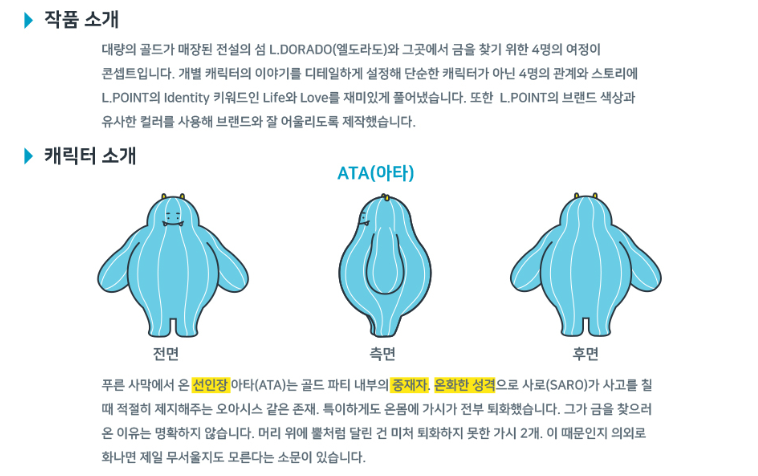 작품 소개
대량의 골드가 매장된 전설의 섬 L.DORADO(엘도라도)와 그곳에서 금을 찾기 위한 4명의 여정이
콘셉트입니다. 개별 캐릭터의 이야기를 디테일하게 설정해 단순한 캐릭터가 아닌 4명의 관계와 스토리에
L.POINT의 Identity 키워드인 Life와 Love를 재미있게 풀어냈습니다. 또한 L.POINT의 브랜드 색상과
유사한 컬러를 사용해 브랜드와 잘 어울리도록 제작했습니다.
캐릭터 소개
ATA(아타)
전면 측면 후면
푸른 사막에서 온 선인장 아타(ATA)는 골드 파티 내부의 중재자. 온화한 성격으로 사로(SARO)가 사고를 칠
때 적절히 제지해주는 오아시스 같은 존재. 특이하게도 온몸에 가시가 전부 퇴화했습니다. 그가 금을 찾으러
온 이유는 명확하지 않습니다. 머리 위에 뿔처럼 달린 건 미처 퇴화하지 못한 가시 2개. 이 때문인지 의외로
화나면 제일 무서울지도 모른다는 소문이 있습니다.